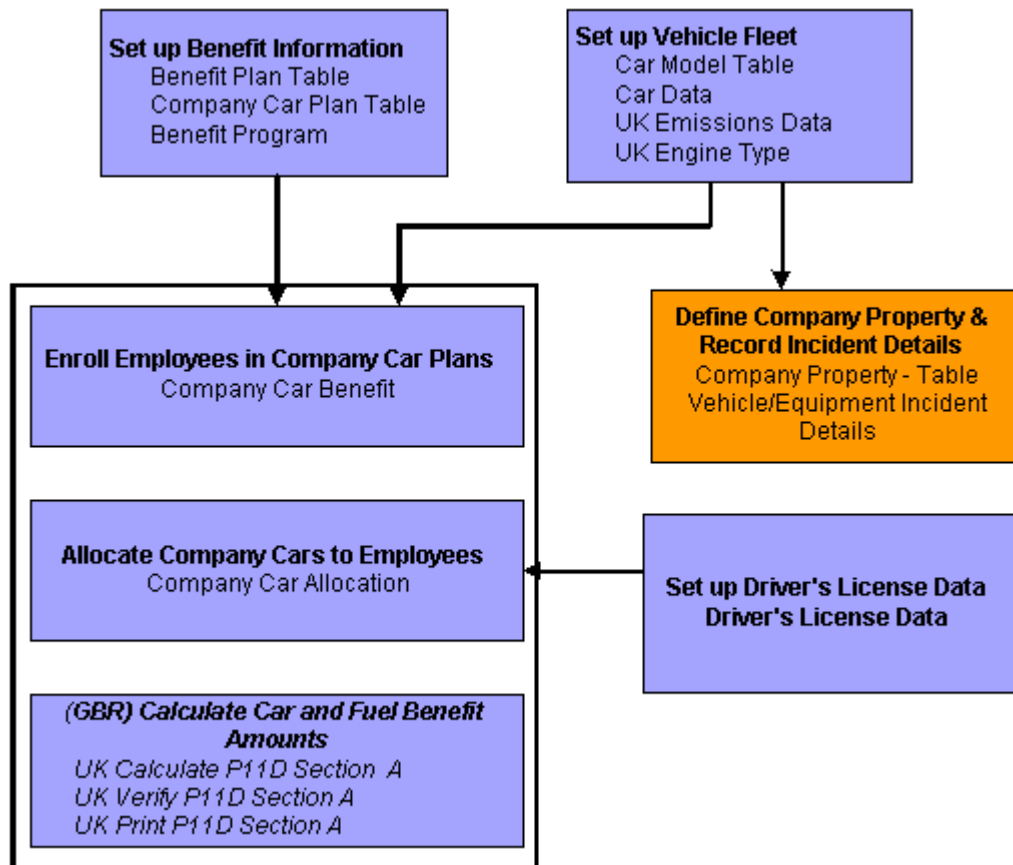 Set up Benefit Information
Benefit Plan Table
Company Car Plan Table
Benefit Program
Set up Vehicle Fleet
Car Model Table
Car Data
UK Emissions Data
UK Engine Type
Enroll Employees in Company Car Plans
Company Car Benefit
Define Company Property &
Record Incident Details
Company Property - Table
Vehicle/Equipment Incident
Details
Allocate Company Cars to Employees
Company Car Allocation
Set up Driver's License Data
Driver's License Data
(GBR) Calculate Car and Fuel Benefit
Amounts
UK Calculate P11D Section A
UK Verify P11D Section A
UK Print P11D Section A